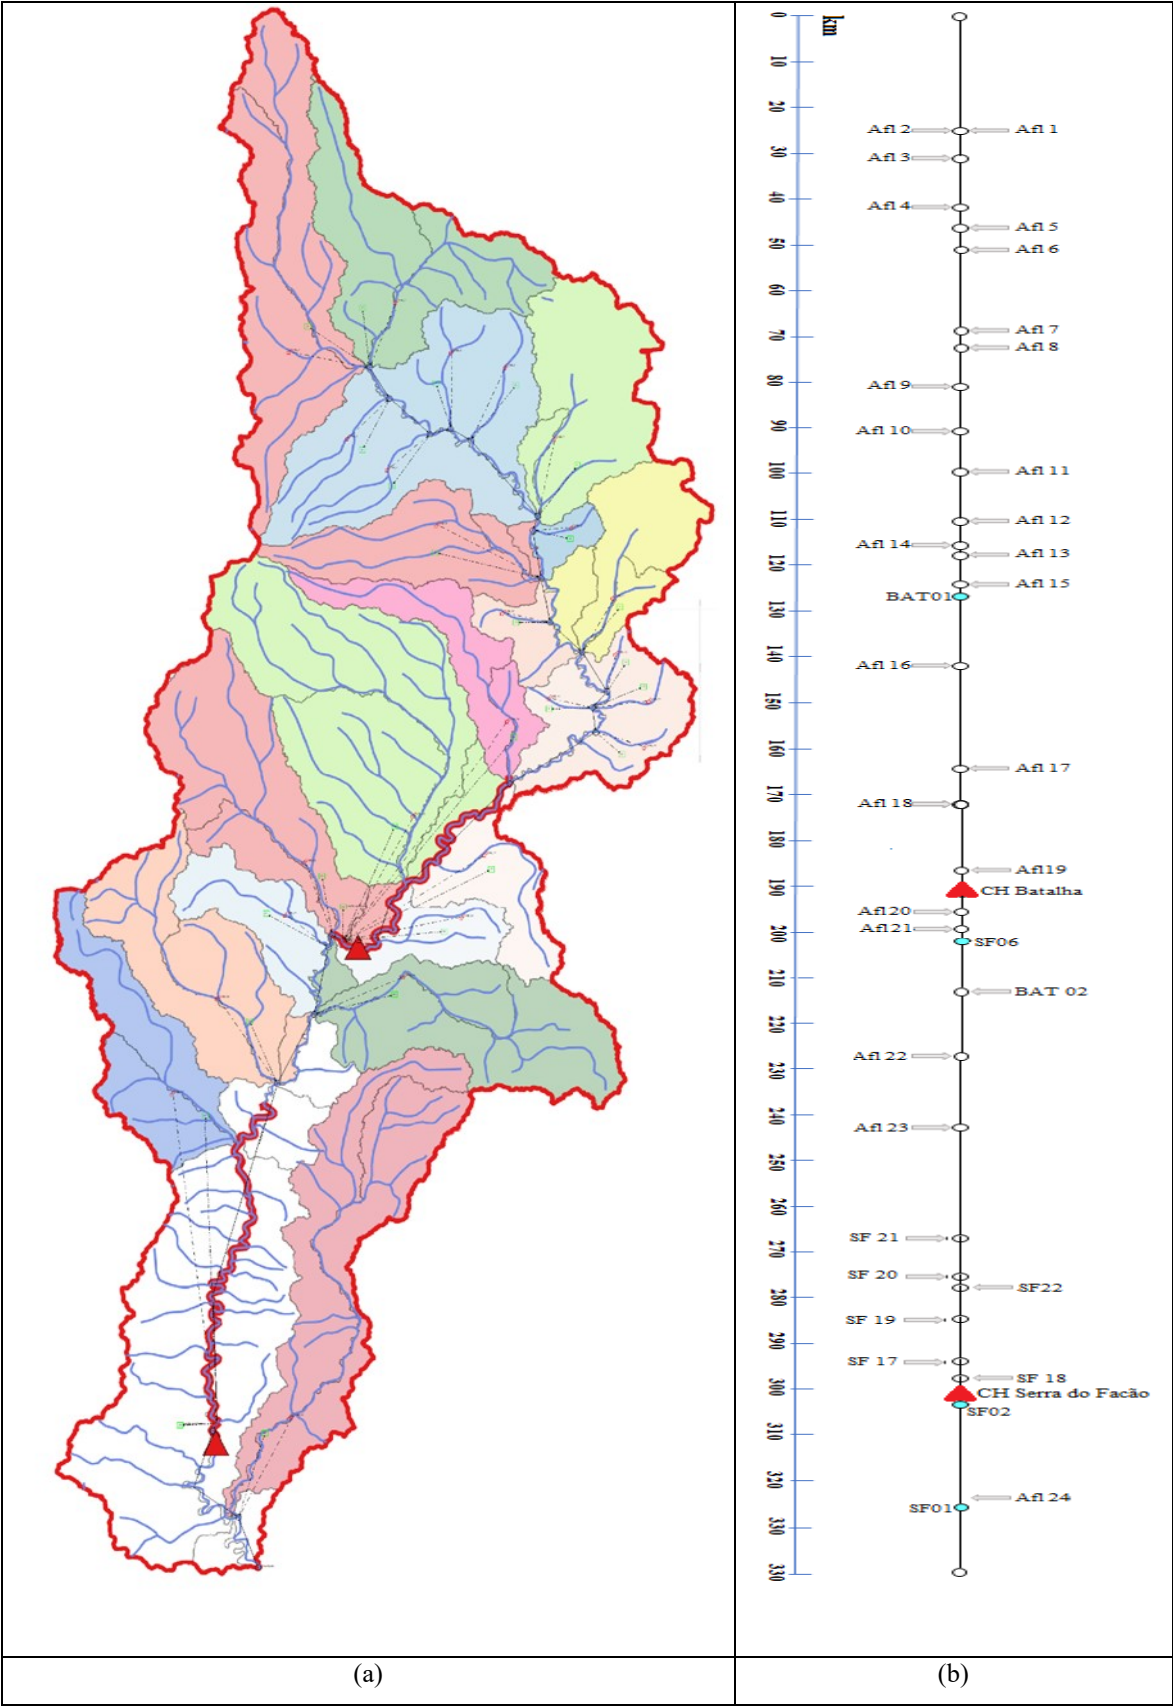 0
km
10
20
Afl 2
Afl 1
30
Afl 3
40
Afl 4
Afl 5
50
Afl 6
60
70
Afl 7
Afl 8
80
Afl 9
90
Afl 10
100
Afl 11
110
Afl 12
Afl 14
Afl 13
120
Afl 15
BAT01
130
140
Afl 16
150
160
Afl 17
170
Afl 18
180
Afl19
190
CH Batalha
Afl20
Afl21
200
SF06
210
BAT 02
220
Afl 22
230
240
Afl 23
250
260
SF 21
270
SF 20
SF22
280
SF 19
290
SF 17
SF 18
300
CH Serra do Facão
SF02
310
320
Afl 24
SF01
330
330
(a)
(b)